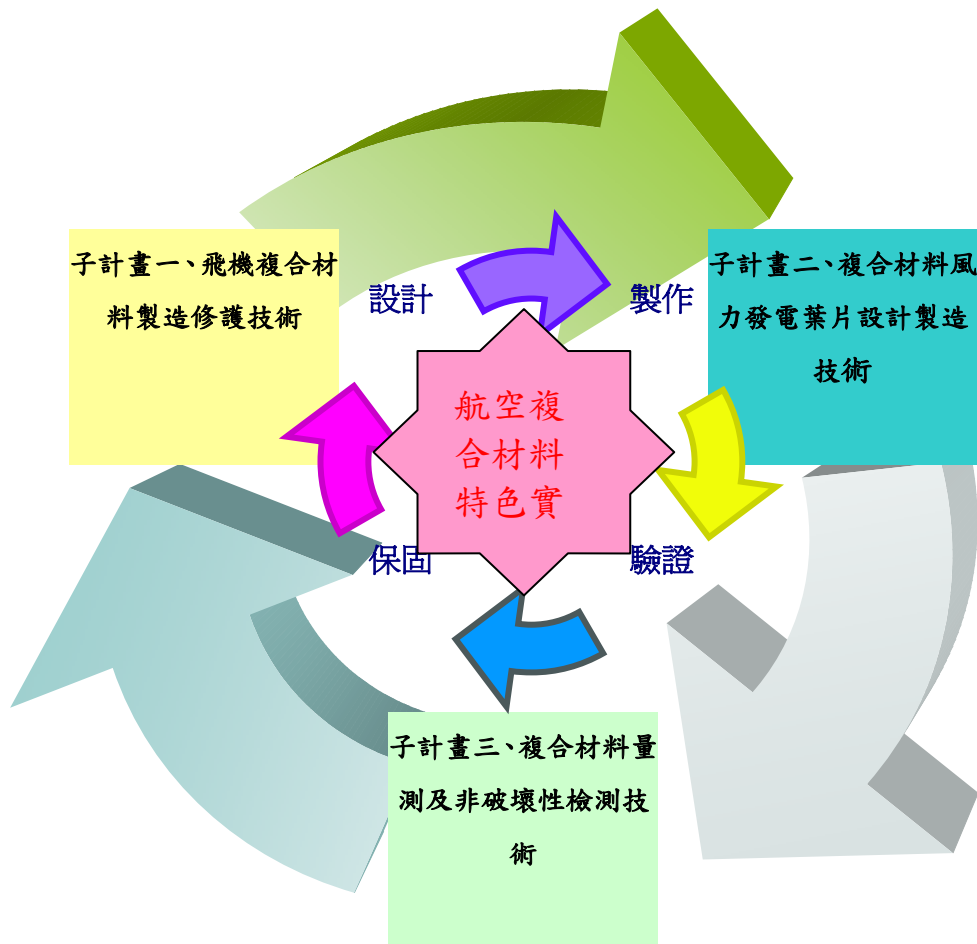 子計畫一、飛機複合材
料製造修護技術
設計
製作
子計畫二、複合材料風
力發電葉片設計製造
技術
航空複
合材料
特色實
保固
驗證
子計畫三、複合材料量
測及非破壞性檢測技
術